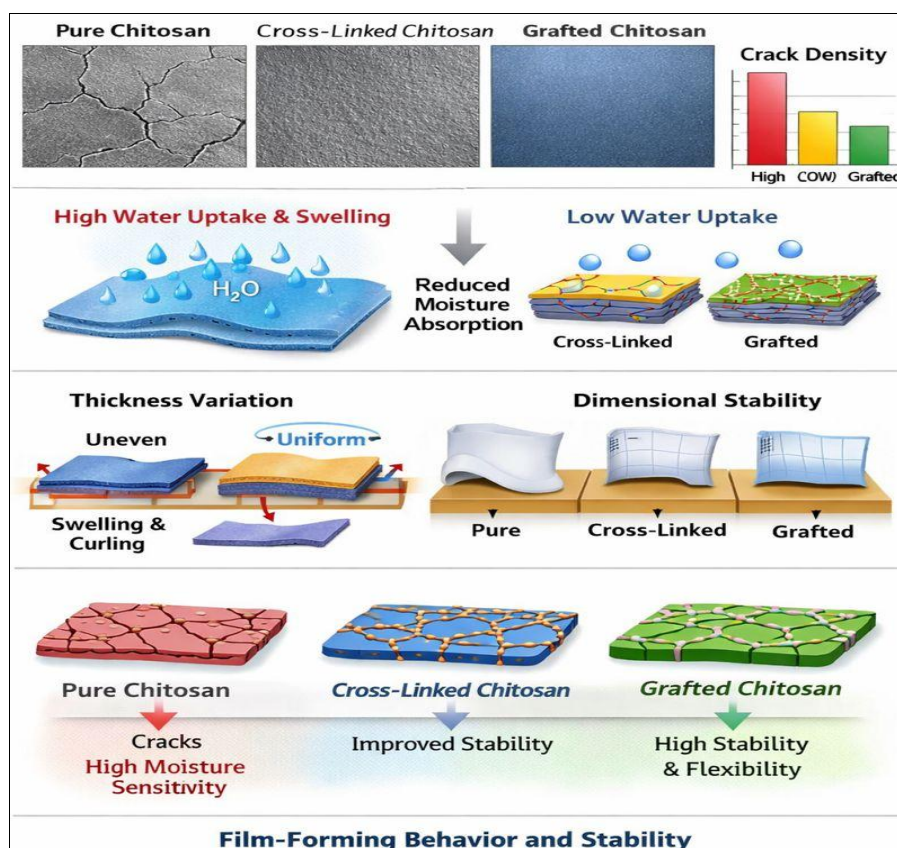 Pure Chitosan
Cross-Linked Chitosan
Grafted Chitosan
Crack Density
High
(COW)
Grafted
High Water Uptake & Swelling
H₂O
Reduced
Moisture
Absorption
Low Water Uptake
Cross-Linked
Grafted
Thickness Variation
Uneven
Uniform
Swelling &
Curling
Dimensional Stability
Pure
Cross-Linked
Grafted
Pure Chitosan
Cross-Linked Chitosan
Grafted Chitosan
Cracks
High Moisture
Sensitivity
Improved Stability
High Stability
& Flexibility
Film-Forming Behavior and Stability